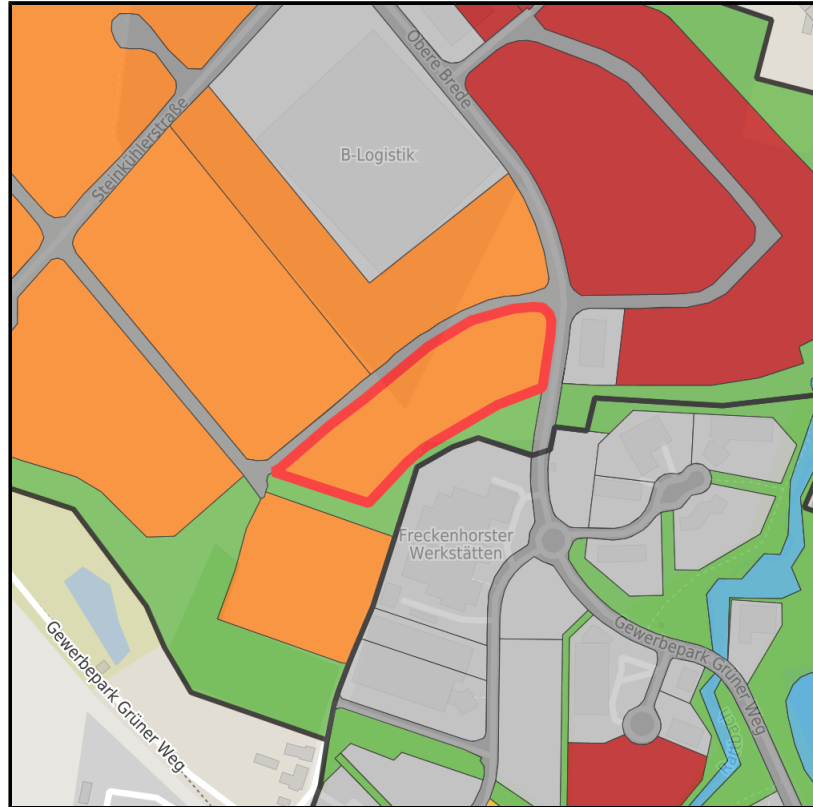 Obere Brede
B-Logistik
Steinkühlerstraße
Freckenhorster
Werkstätten
Gewerbepark Grüner Weg
Gewerbepark Grüner Weg